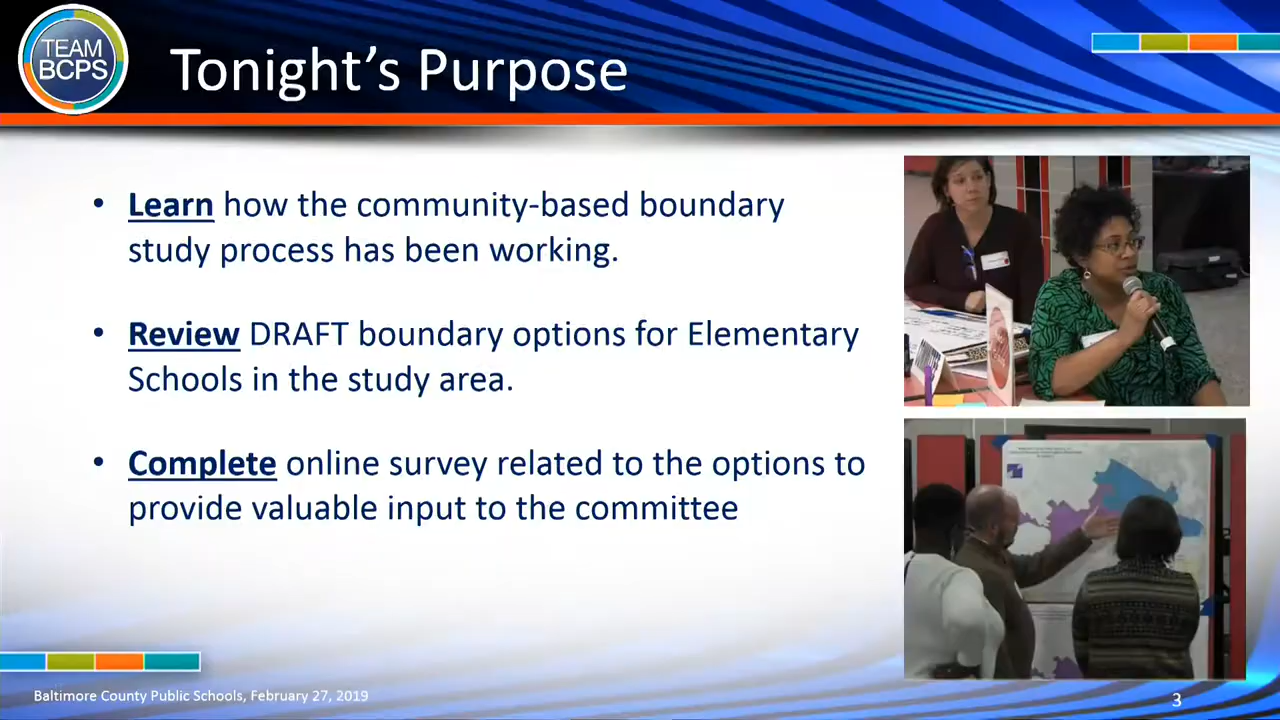 TEAM
BCPS
Tonight's Purpose
• Learn how the community-based boundary
study process has been working.
• Review DRAFT boundary options for Elementary
Schools in the study area.
• Complete online survey related to the options to
provide valuable input to the committee
Baltimore County Public Schools, February 27, 2019
3